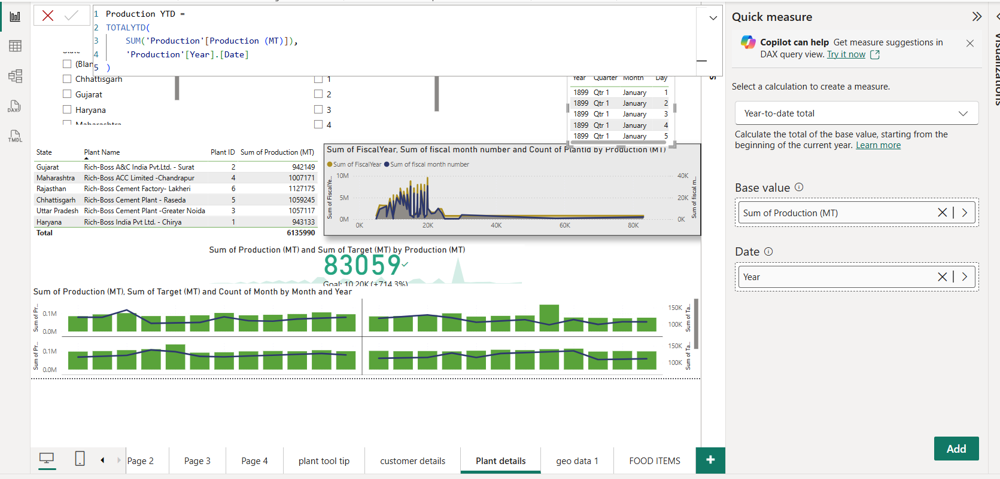 1 Production YTD =
2 TOTALYTD(
3 SUM('Production'[Production (MT)]),
4 'Production'[Year].[Date]
5 )
(Blan
Chhattisgarh
Gujarat
Haryana
Maharashtra
1
2
3
4
Year Quarter Month Day
1899 Qtr 1 January 1
1899 Qtr 1 January 2
1899 Qtr 1 January 3
1899 Qtr 1 January 4
1899 Qtr 1 January 5
State Plant Name Plant ID Sum of Production (MT)
Gujarat Rich-Boss A&C India Pvt.Ltd. - Surat 2 942149
Maharashtra Rich-Boss ACC Limited -Chandrapur 4 1007171
Rajasthan Rich-Boss Cement Factory- Lakheri 6 1127175
Chhattisgarh Rich-Boss Cement Plant - Raseda 5 1059245
Uttar Pradesh Rich-Boss Cement Plant -Greater Noida 3 1057117
Haryana Rich-Boss India Pvt Ltd. - Chirya 1 943133
Total 6135990
Sum of FiscalYear, Sum of fiscal month number and Count of PlantId by Production (MT)
Sum of FiscalYear Sum of fiscal month number
Sum of FiscalYe...
10M
5M
0M
0K 20K 40K 60K 80K
40K
20K
0K
Sum of fiscal m...
Sum of Production (MT) and Sum of Target (MT) by Production (MT)
83059
Goal: 10.20K (+714.3%)
Sum of Production (MT), Sum of Target (MT) and Count of Month by Month and Year
Sum of Pr...
0.1M
0.0M
150K
100K
Sum of Ta...
Sum of Pr...
0.1M
0.0M
150K
100K
Sum of Ta...
DAX
TMDL
Page 2
Page 3
Page 4
plant tool tip
customer details
Plant details
geo data 1
FOOD ITEMS
+
Quick measure
Copilot can help Get measure suggestions in
DAX query view. Try it now
Select a calculation to create a measure.
Year-to-date total
Calculate the total of the base value, starting from the
beginning of the current year. Learn more
Base value
Sum of Production (MT)
Date
Year
Add
Visualizations